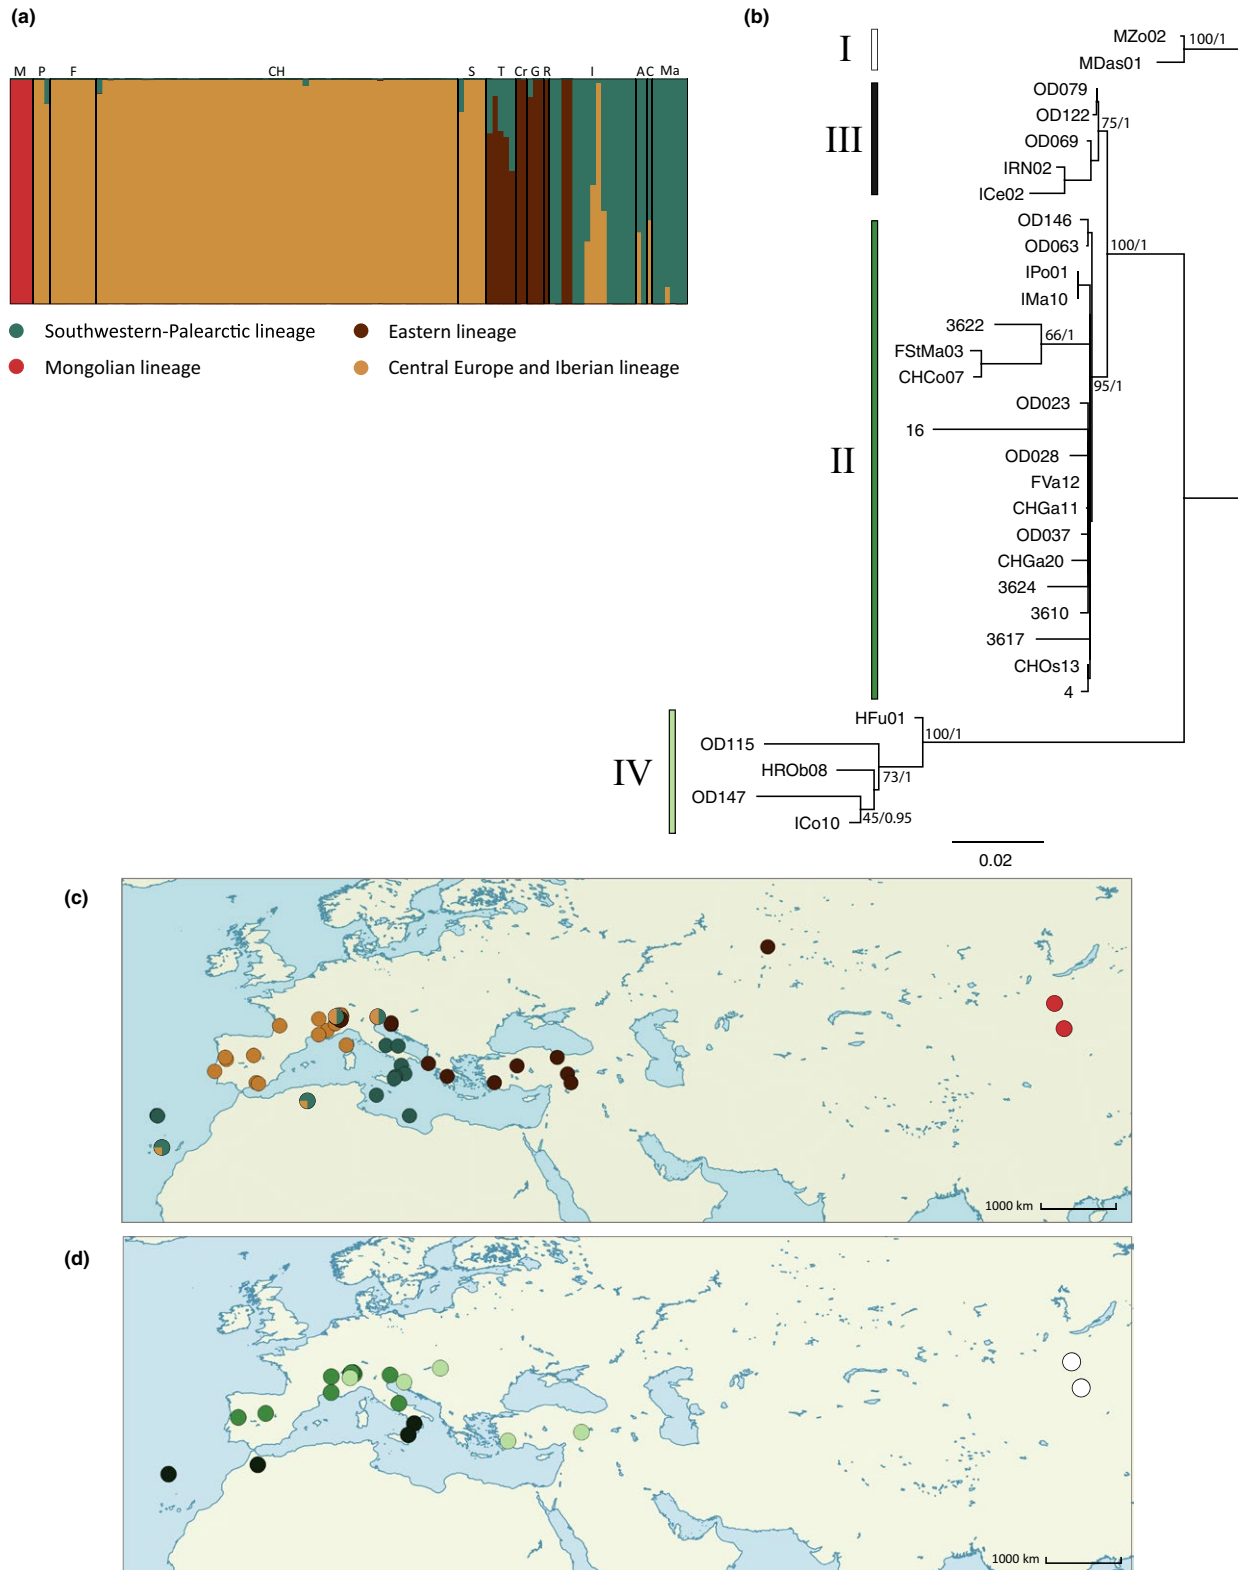 (a)
M P F CH S T Cr G R I A C Ma
Southwestern-Palearctic lineage
Eastern lineage
Mongolian lineage
Central Europe and Iberian lineage
(b)
I
MZo02
100/1
MDas01
III
OD079
OD122
75/1
OD069
IRN02
ICe02
II
OD146
OD063
100/1
IPo01
IMa10
3622
66/1
FStMa03
CHCo07
95/1
OD023
16
OD028
FVa12
CHGa11
OD037
CHGa20
3624
3610
3617
CHOs13
4
IV
HFu01
100/1
OD115
HROb08
73/1
OD147
ICo10
45/0.95
0.02
(c)
1000 km
(d)
1000 km